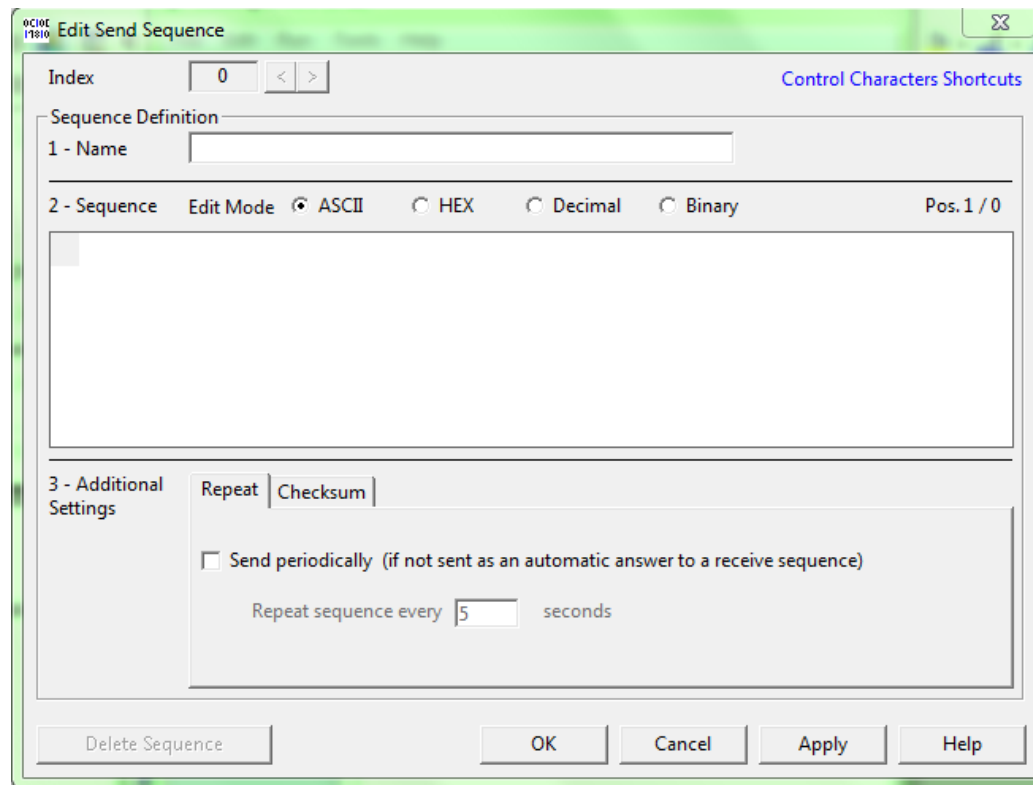 Edit Send Sequence
Index 0 < > Control Characters Shortcuts
Sequence Definition
1 - Name
2 - Sequence Edit Mode ASCII HEX Decimal Binary Pos. 1 / 0
3 - Additional Settings
Repeat Checksum
Send periodically (if not sent as an automatic answer to a receive sequence)
Repeat sequence every 5 seconds
Delete Sequence OK Cancel Apply Help